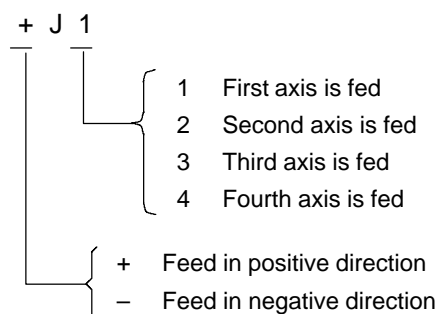 + J 1
1 First axis is fed
2 Second axis is fed
3 Third axis is fed
4 Fourth axis is fed
+ Feed in positive direction
– Feed in negative direction